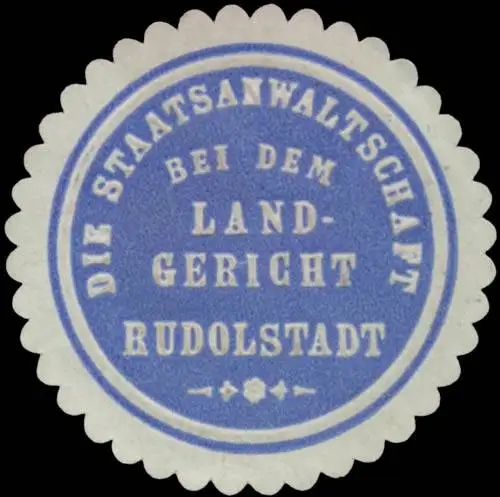 DIE STAATSANWALTSCHAFT
BEI DEM
LAND-
GERICHT
RUDOLSTADT